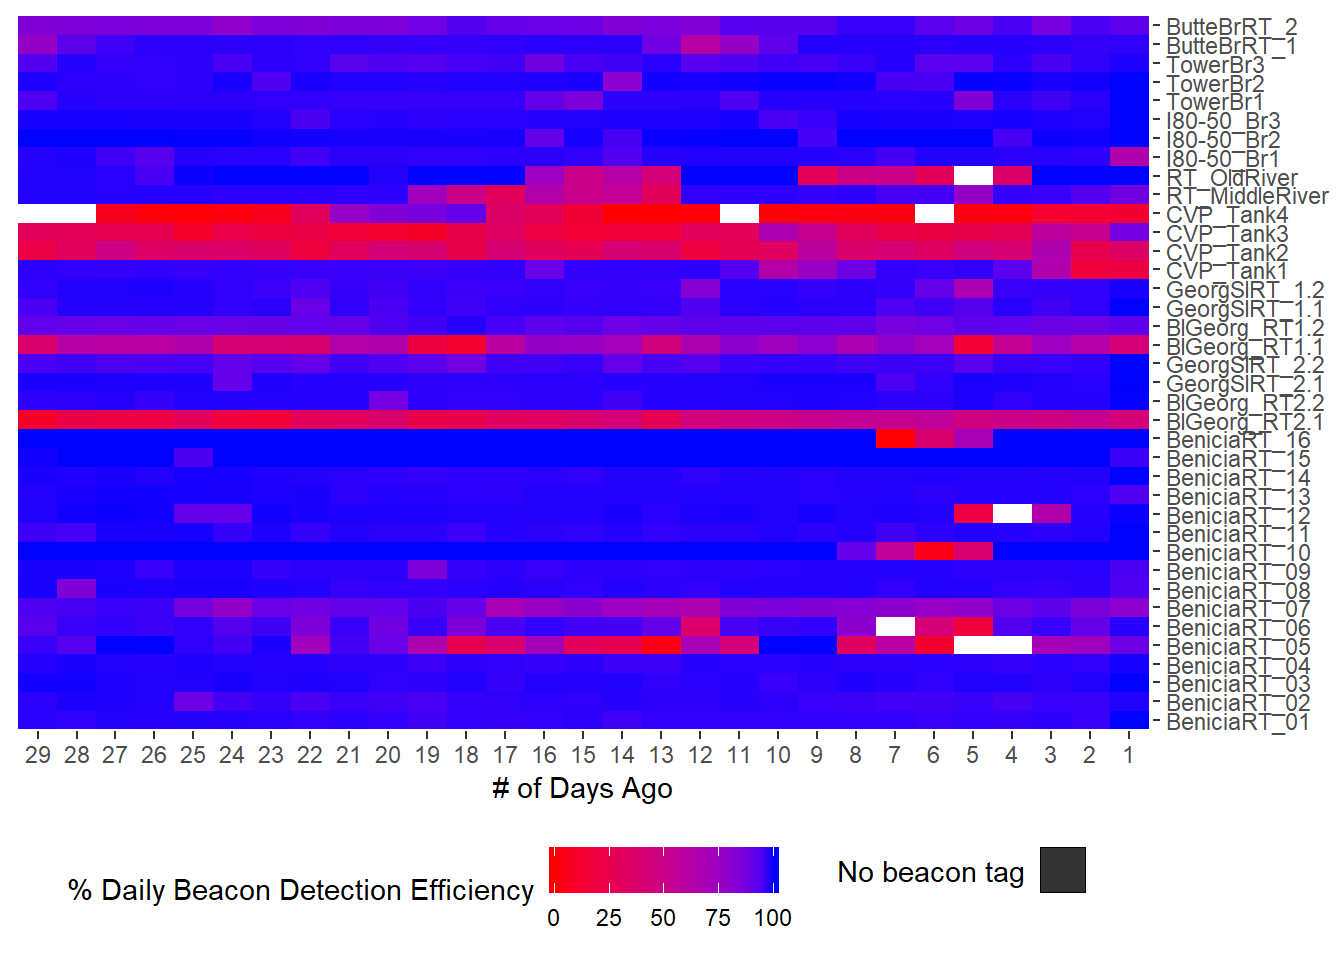 ButteBrRT_2
ButteBrRT_1
TowerBr3
TowerBr2
TowerBr1
I80-50_Br3
I80-50_Br2
I80-50_Br1
RT_OldRiver
RT_MiddleRiver
CVP_Tank4
CVP_Tank3
CVP_Tank2
CVP_Tank1
GeorgSlRT_1.2
GeorgSlRT_1.1
BlGeorg_RT1.2
BlGeorg_RT1.1
GeorgSlRT_2.2
GeorgSlRT_2.1
BlGeorg_RT2.2
BlGeorg_RT2.1
BeniciaRT_16
BeniciaRT_15
BeniciaRT_14
BeniciaRT_13
BeniciaRT_12
BeniciaRT_11
BeniciaRT_10
BeniciaRT_09
BeniciaRT_08
BeniciaRT_07
BeniciaRT_06
BeniciaRT_05
BeniciaRT_04
BeniciaRT_03
BeniciaRT_02
BeniciaRT_01
29 28 27 26 25 24 23 22 21 20 19 18 17 16 15 14 13 12 11 10 9 8 7 6 5 4 3 2 1
# of Days Ago
% Daily Beacon Detection Efficiency
0 25 50 75 100
No beacon tag